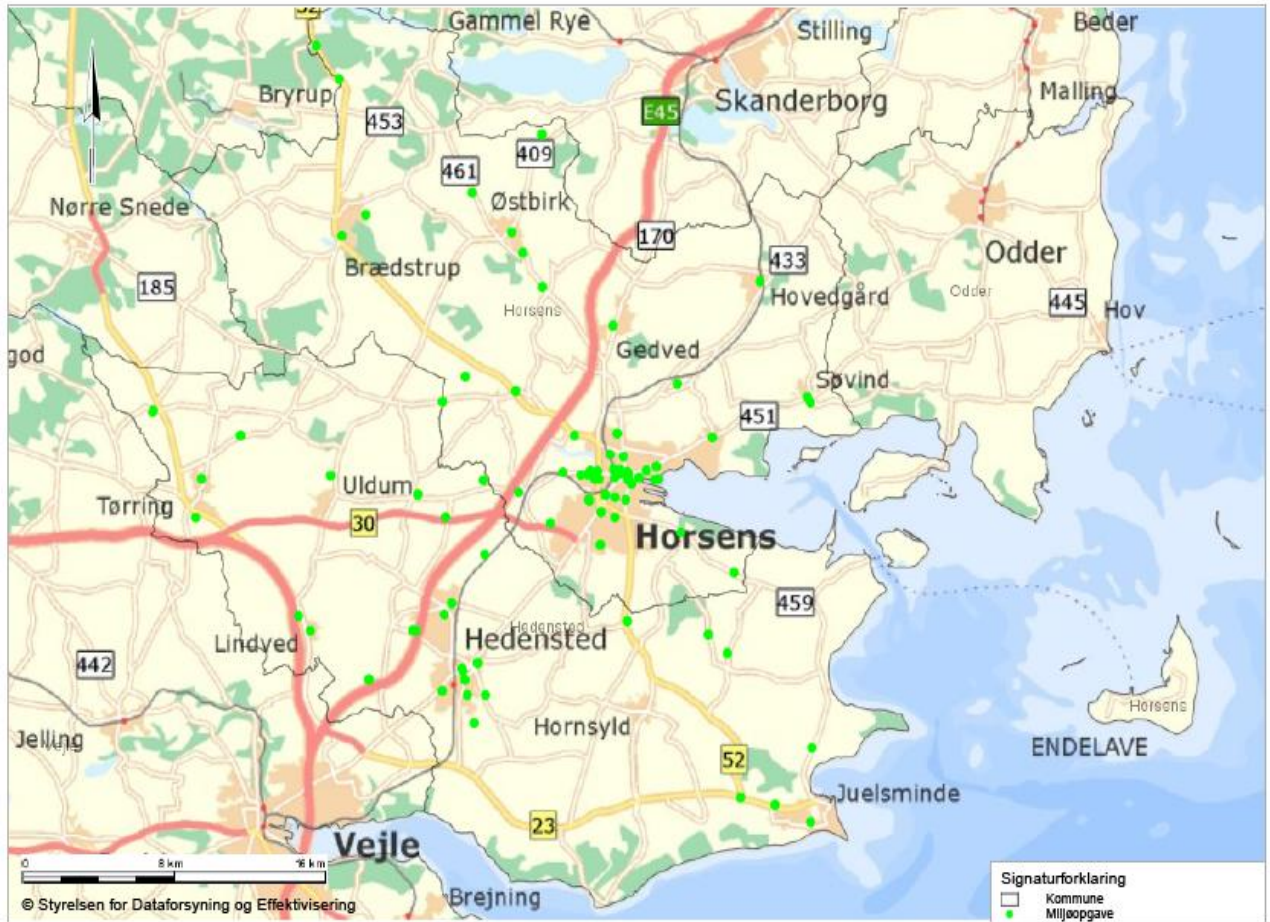 52
Gammel Rye
Stilling
Beder
Bryrup
453
E45
Skanderborg
Malling
409
461
Østbirk
Nørre Snede
170
433
Odder
Brædstrup
185
Hovedgård
Odder
445
Hov
Horsens
Gedved
god
Søvind
451
Uldum
Tørring
30
Horsens
459
Lindved
Hedensted
Hedensted
442
Horsens
Jelling
Vejle
Hornsyld
ENDELAVE
52
Juelsminde
23
Vejle
0 8 km 16 km
Brejning
© Styrelsen for Dataforsyning og Effektivisering
Signaturforklaring
Kommune
Miljøopgave